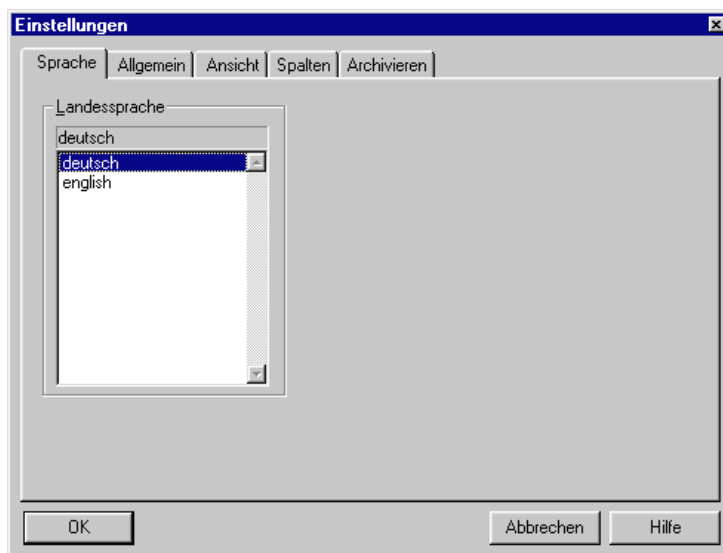 Einstellungen
Sprache Allgemein Ansicht Spalten Archivieren
Landessprache
deutsch
deutsch
english
OK Abbrechen Hilfe